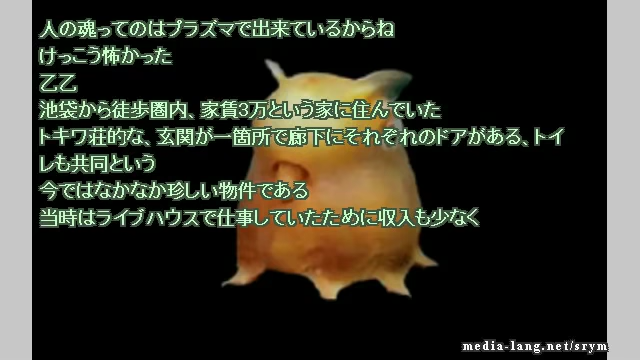 人の魂ってのはプラズマで出来ているからね
けっこう怖かった
乙乙
池袋から徒歩圏内、家賃3万という家に住んでいた
トキワ荘的な、玄関が一箇所で廊下にそれぞれのドアがある、トイ
レも共同という
今ではなかなか珍しい物件である
当時はライブハウスで仕事していたために収入も少なく
media-lang.net/srym